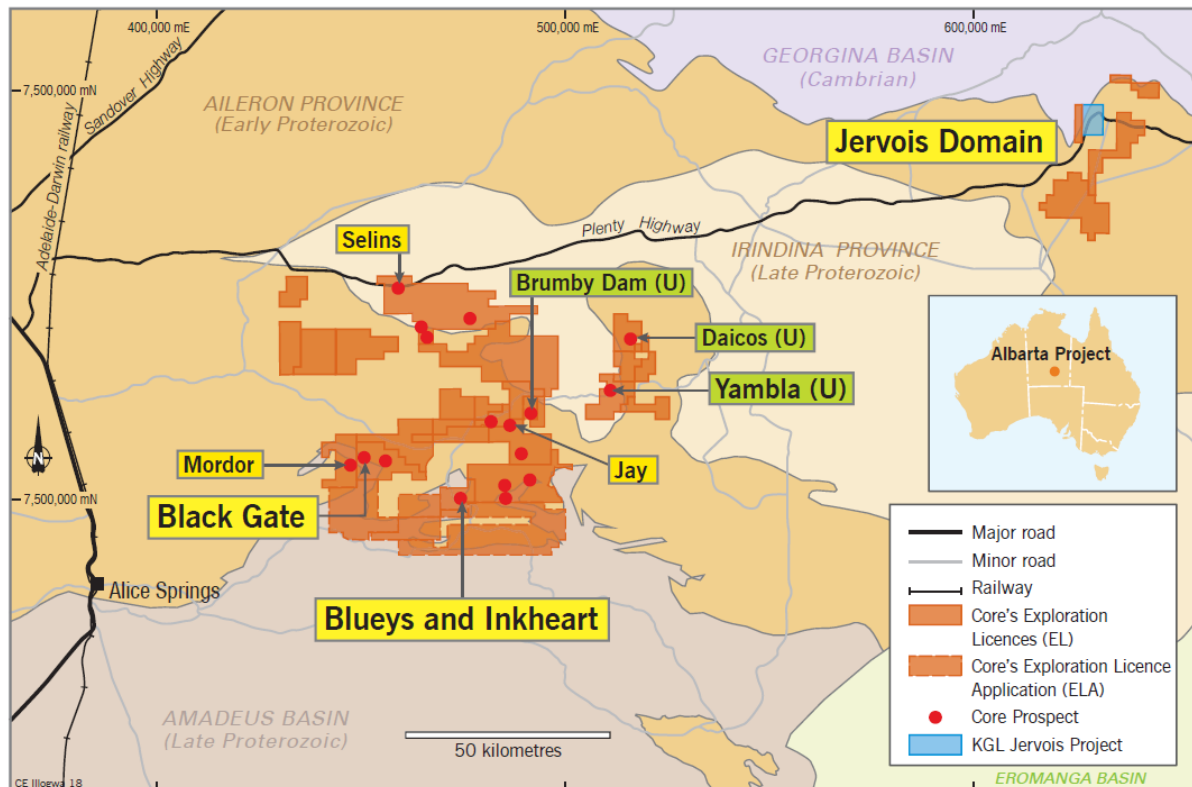 400,000 mE
500,000 mE
600,000 mE
7,500,000 mN
Sandover Highway
Adelaide-Darwin railway
AILERON PROVINCE
(Early Proterozoic)
GEORGINA BASIN
(Cambrian)
Jervois Domain
Selins
Plenty Highway
IRINDINA PROVINCE
(Late Proterozoic)
Brumby Dam (U)
Daicos (U)
Yambla (U)
Albarta Project
N
Mordor
Jay
7,500,000 mN
Black Gate
Alice Springs
Blueys and Inkheart
AMADEUS BASIN
(Late Proterozoic)
50 kilometres
Major road
Minor road
Railway
Core's Exploration
Licences (EL)
Core's Exploration Licence
Application (ELA)
Core Prospect
KGL Jervois Project
EROMANGA BASIN
CE Illogwa 18